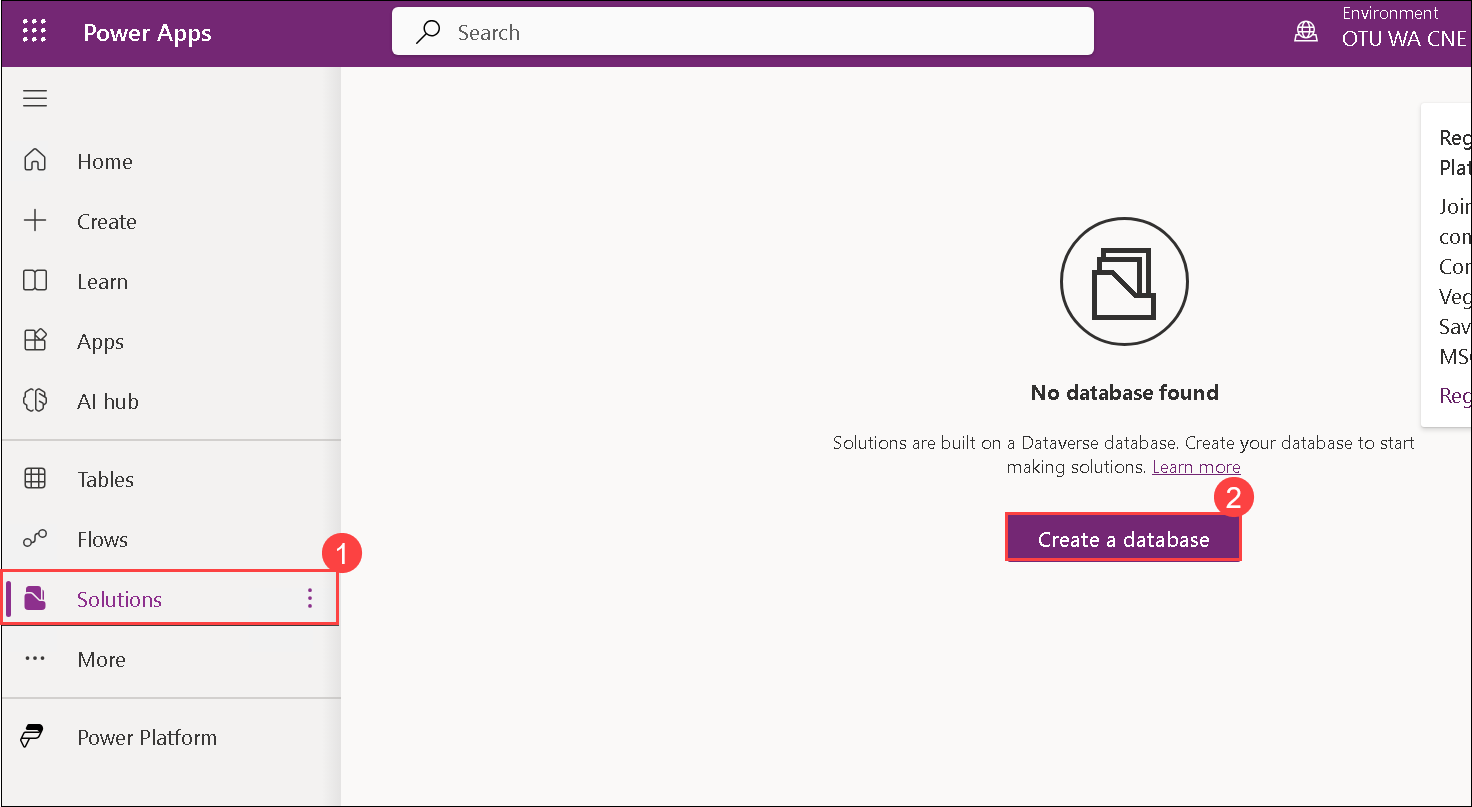 Power Apps
Search
Environment
OTU WA CNE
Home
Create
Learn
Apps
AI hub
Tables
Flows
1
Solutions
More
Power Platform
No database found
Solutions are built on a Dataverse database. Create your database to start
making solutions. Learn more
2
Create a database
Reg
Plat
Join
com
Cor
Veg
Sav
Reg